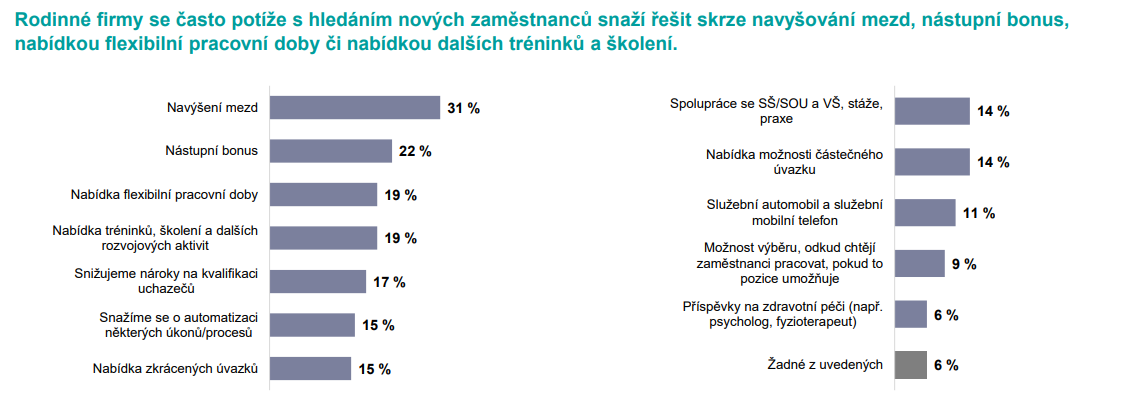 Rodinné firmy se často potíže s hledáním nových zaměstnanců snaží řešit skrze navyšování mezd, nástupní bonus,
nabídkou flexibilní pracovní doby či nabídkou dalších tréninků a školení.
Navýšení mezd
31 %
Nástupní bonus
22 %
Nabídka flexibilní pracovní doby
19 %
Nabídka tréninků, školení a dalších
rozvojových aktivit
19 %
Snižujeme nároky na kvalifikaci
uchazečů
17 %
Snažíme se o automatizaci
některých úkonů/procesů
15 %
Nabídka zkrácených úvazků
15 %
Spolupráce se SŠ/SOU a VŠ, stáže,
praxe
14 %
Nabídka možnosti částečného
úvazku
14 %
Služební automobil a služební
mobilní telefon
11 %
Možnost výběru, odkud chtějí
zaměstnanci pracovat, pokud to
pozice umožňuje
9 %
Příspěvky na zdravotní péči (např.
psycholog, fyzioterapeut)
6 %
Žadné z uvedených
6 %